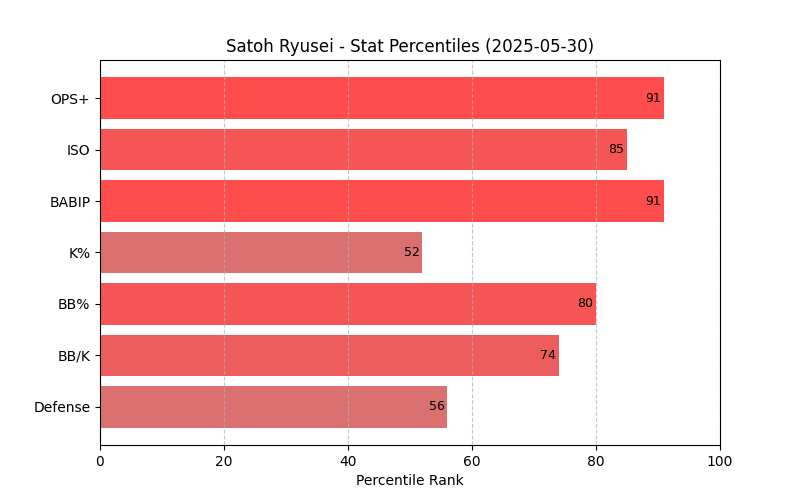 Satoh Ryusei - Stat Percentiles (2025-05-30)
OPS+ 91
ISO 85
BABIP 91
K% 52
BB% 80
BB/K 74
Defense 56
0 20 40 60 80 100
Percentile Rank